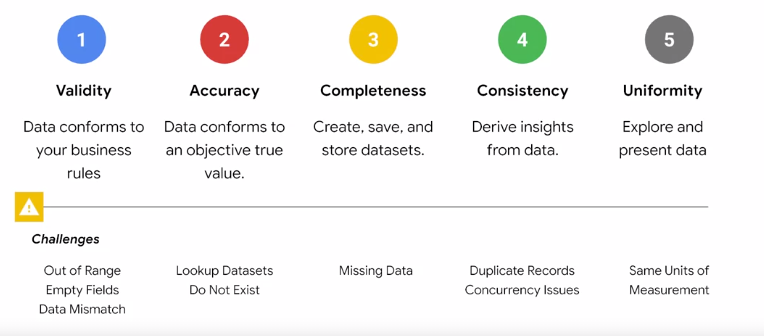 1
Validity
Data conforms to
your business
rules
2
Accuracy
Data conforms to
an objective true
value.
3
Completeness
Create, save, and
store datasets.
4
Consistency
Derive insights
from data.
5
Uniformity
Explore and
present data
Challenges
Out of Range
Empty Fields
Data Mismatch
Lookup Datasets
Do Not Exist
Missing Data
Duplicate Records
Concurrency Issues
Same Units of
Measurement